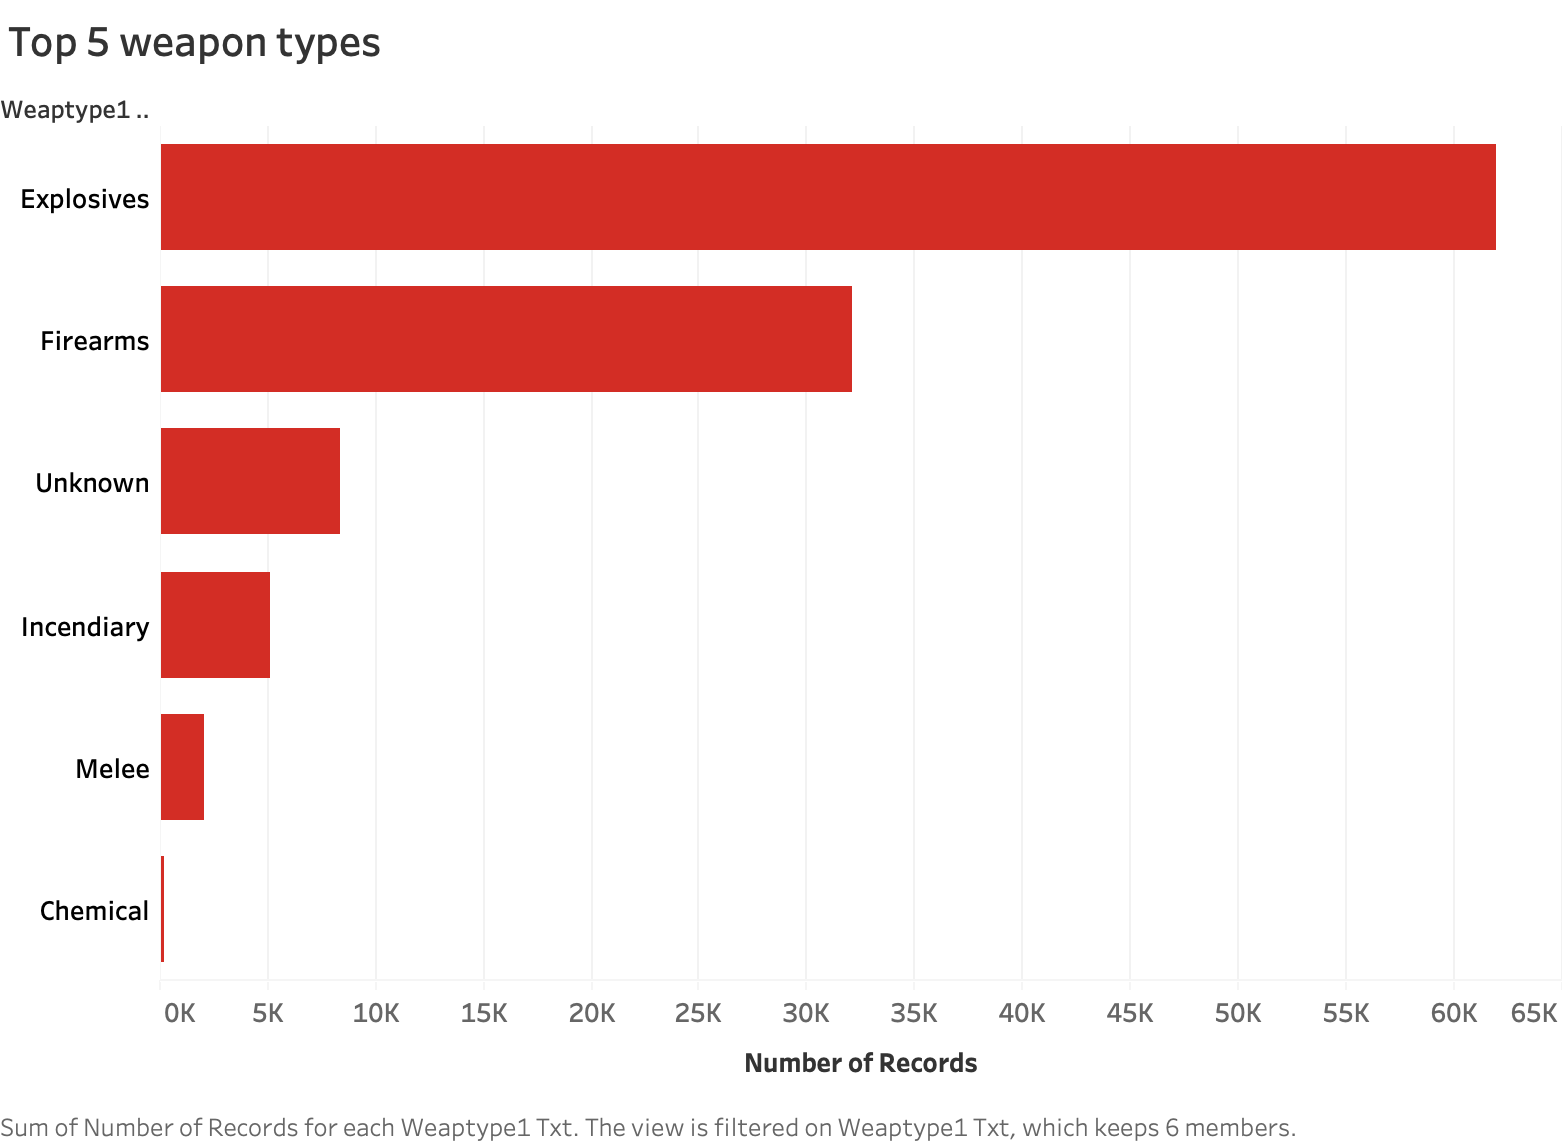 Top 5 weapon types
Weaptype1 ..
Explosives
Firearms
Unknown
Incendiary
Melee
Chemical
0K 5K 10K 15K 20K 25K 30K 35K 40K 45K 50K 55K 60K 65K
Number of Records
Sum of Number of Records for each Weaptype1 Txt. The view is filtered on Weaptype1 Txt, which keeps 6 members.